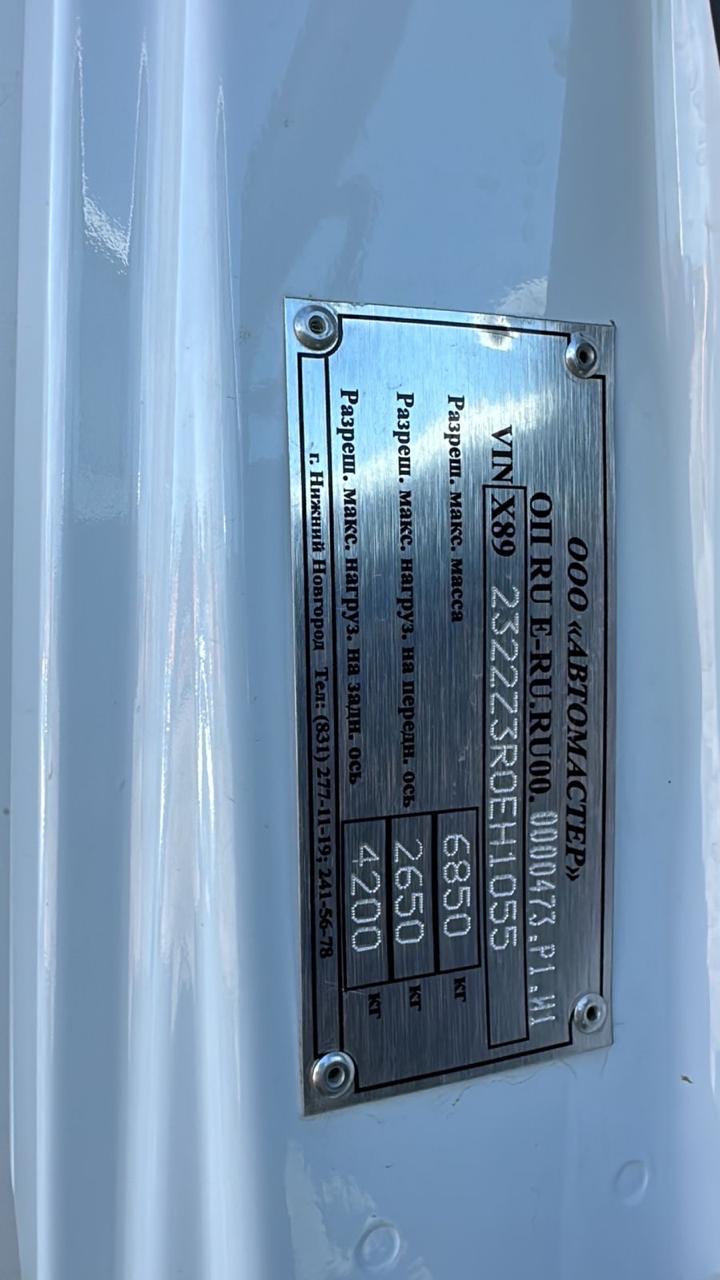 ООО «АВТОМАСТЕР»
ОП RU Е-RU.RU00.0000473.P1.И1
VIN X89 2322Z3R0EH1055
Разреш. макс. масса 6850 кг
Разреш. макс. нагруз. на передн. ось 2650 кг
Разреш. макс. нагруз. на задн. ось 4200 кг
г. Нижний Новгород Тел: (831) 277-11-19; 241-56-78